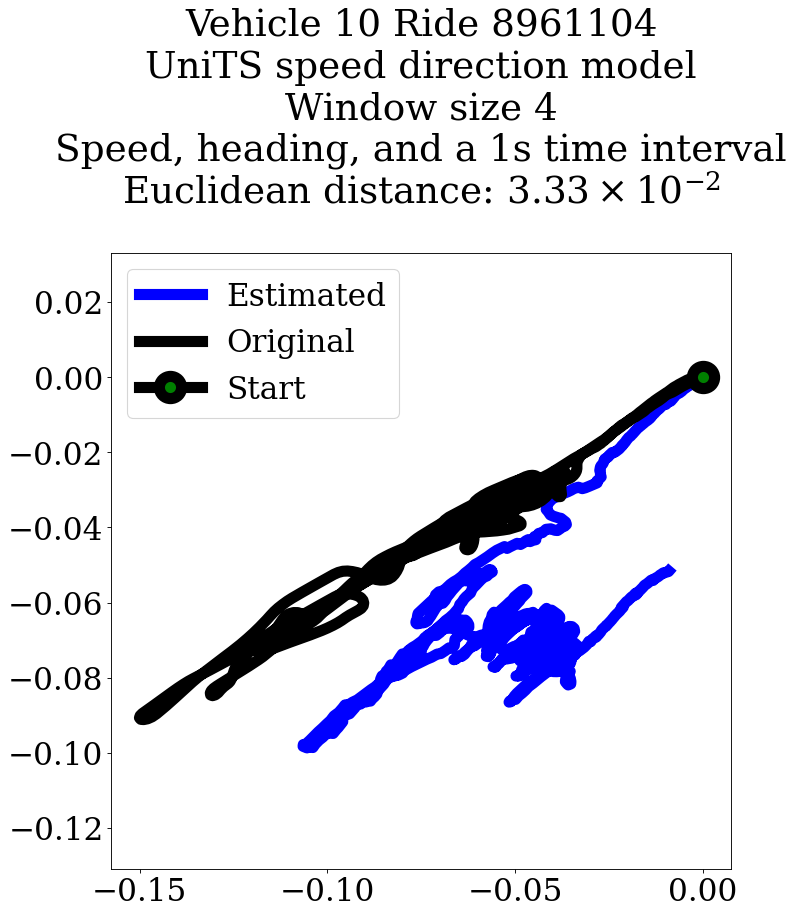 Vehicle 10 Ride 8961104
UniTS speed direction model
Window size 4
Speed, heading, and a 1s time interval
Euclidean distance: 3.33 × 10⁻²
Estimated
Original
Start
0.02
0.00
−0.02
−0.04
−0.06
−0.08
−0.10
−0.12
−0.15 −0.10 −0.05 0.00